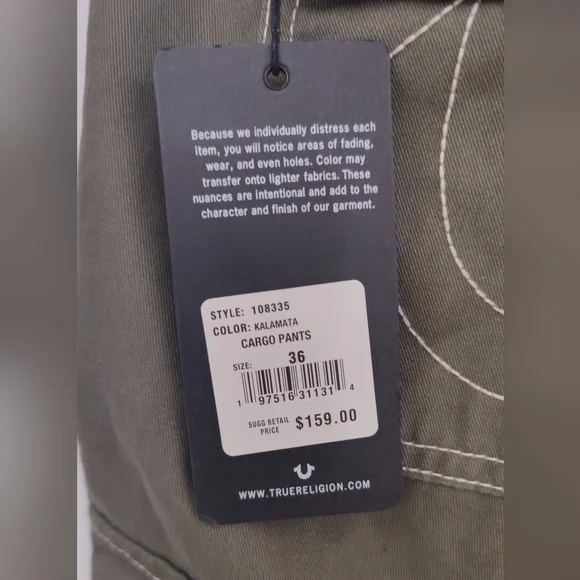 Because we individually distress each
item, you will notice areas of fading,
wear, and even holes. Color may
transfer onto lighter fabrics. These
nuances are intentional and add to the
character and finish of our garment.
STYLE: 108335
COLOR: KALAMATA
CARGO PANTS
SIZE: 36
1 97516 31131 4
SUGG RETAIL PRICE $159.00
WWW.TRUERELIGION.COM